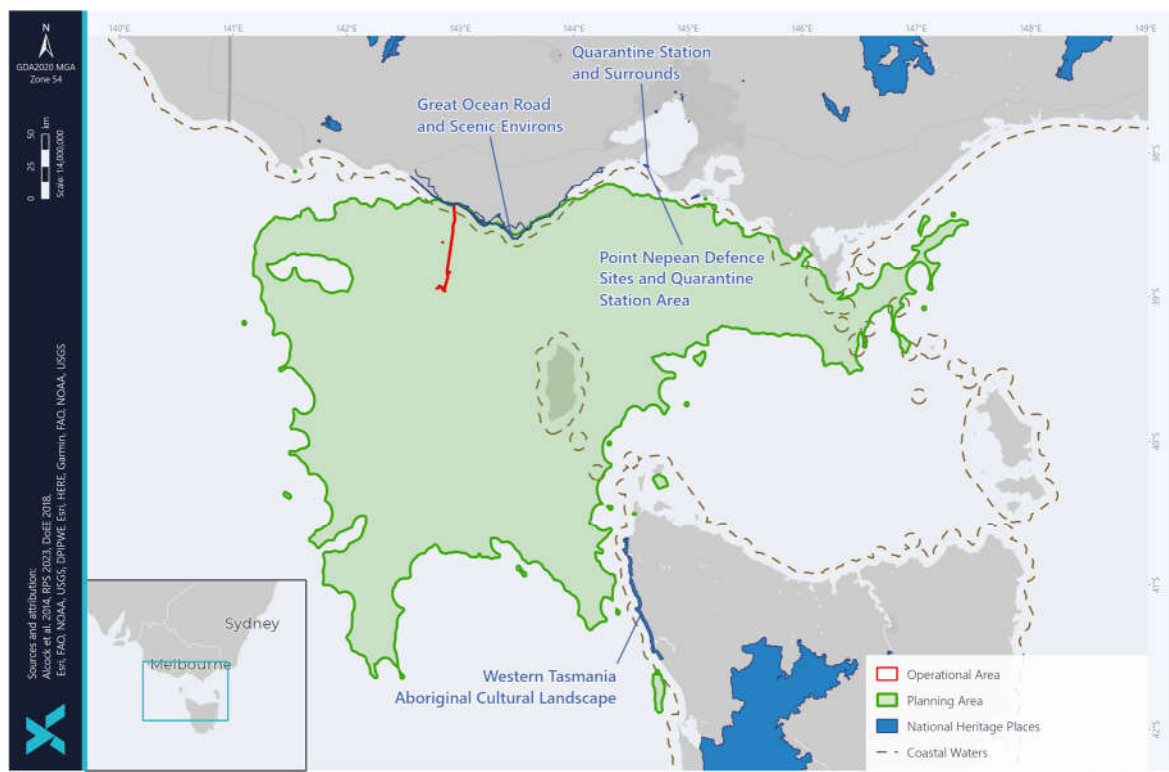 N
GDA2020 MGA
Zone 54
0 25 50
km
Scale: 1:4,000,000
Sources and attribution:
Alcock et al. 2014, RPS 2023, DoEE 2018,
Esri, FAO, NOAA, USGS, DPIPWE, Esri, HERE, Garmin, FAO, NOAA, USGS
140°E 141°E 142°E 143°E 144°E 145°E 146°E 147°E 148°E 149°E
38°S
39°S
40°S
41°S
42°S
Quarantine Station
and Surrounds
Great Ocean Road
and Scenic Environs
Point Nepean Defence
Sites and Quarantine
Station Area
Western Tasmania
Aboriginal Cultural Landscape
Sydney
Melbourne
Operational Area
Planning Area
National Heritage Places
Coastal Waters